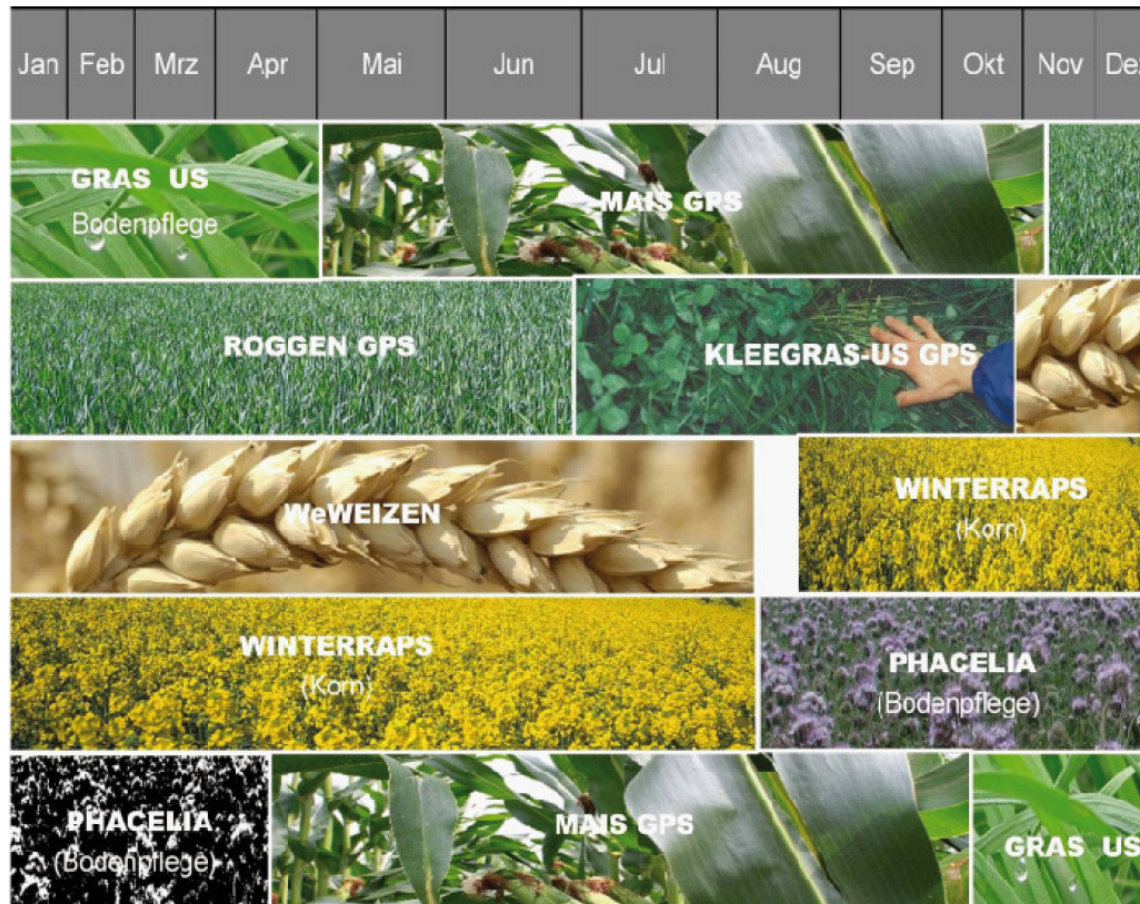 Jan Feb Mrz Apr Mai Jun Jul Aug Sep Okt Nov Dez
GRAS US
Bodenpflege
MAIS GPS
ROGGEN GPS
KLEEGRAS-US GPS
WeWEIZEN
WINTERRAPS
(Korn)
WINTERRAPS
(Korn)
PHACELIA
(Bodenpflege)
PHACELIA
(Bodenpflege)
MAIS GPS
GRAS US